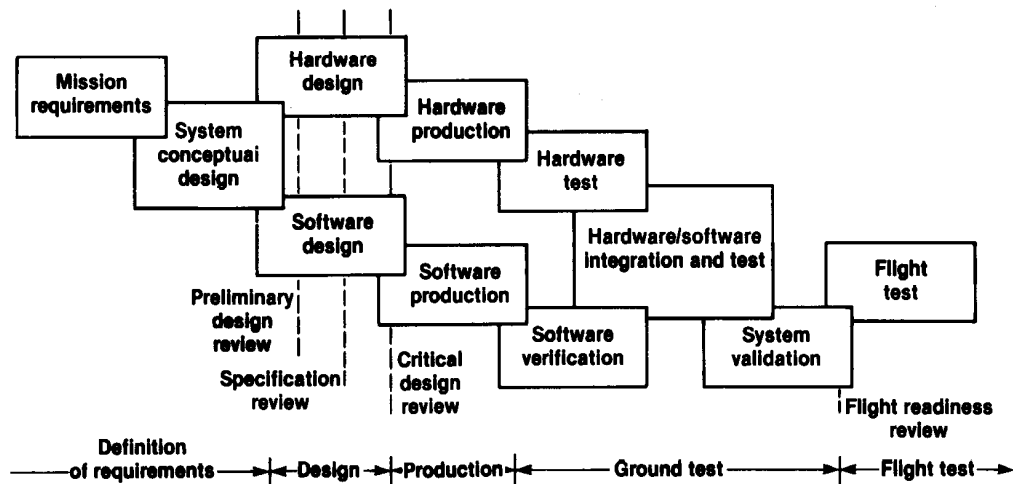 Mission
requirements
System
conceptuai
design
Hardware
design
Hardware
production
Hardware
test
Software
design
Software
production
Software
verification
Hardware/software
integration and test
System
validation
Flight
test
Preliminary
design
review
Specification
review
Critical
design
review
Flight readiness
review
Definition
of requirements
Design
Production
Ground test
Flight test